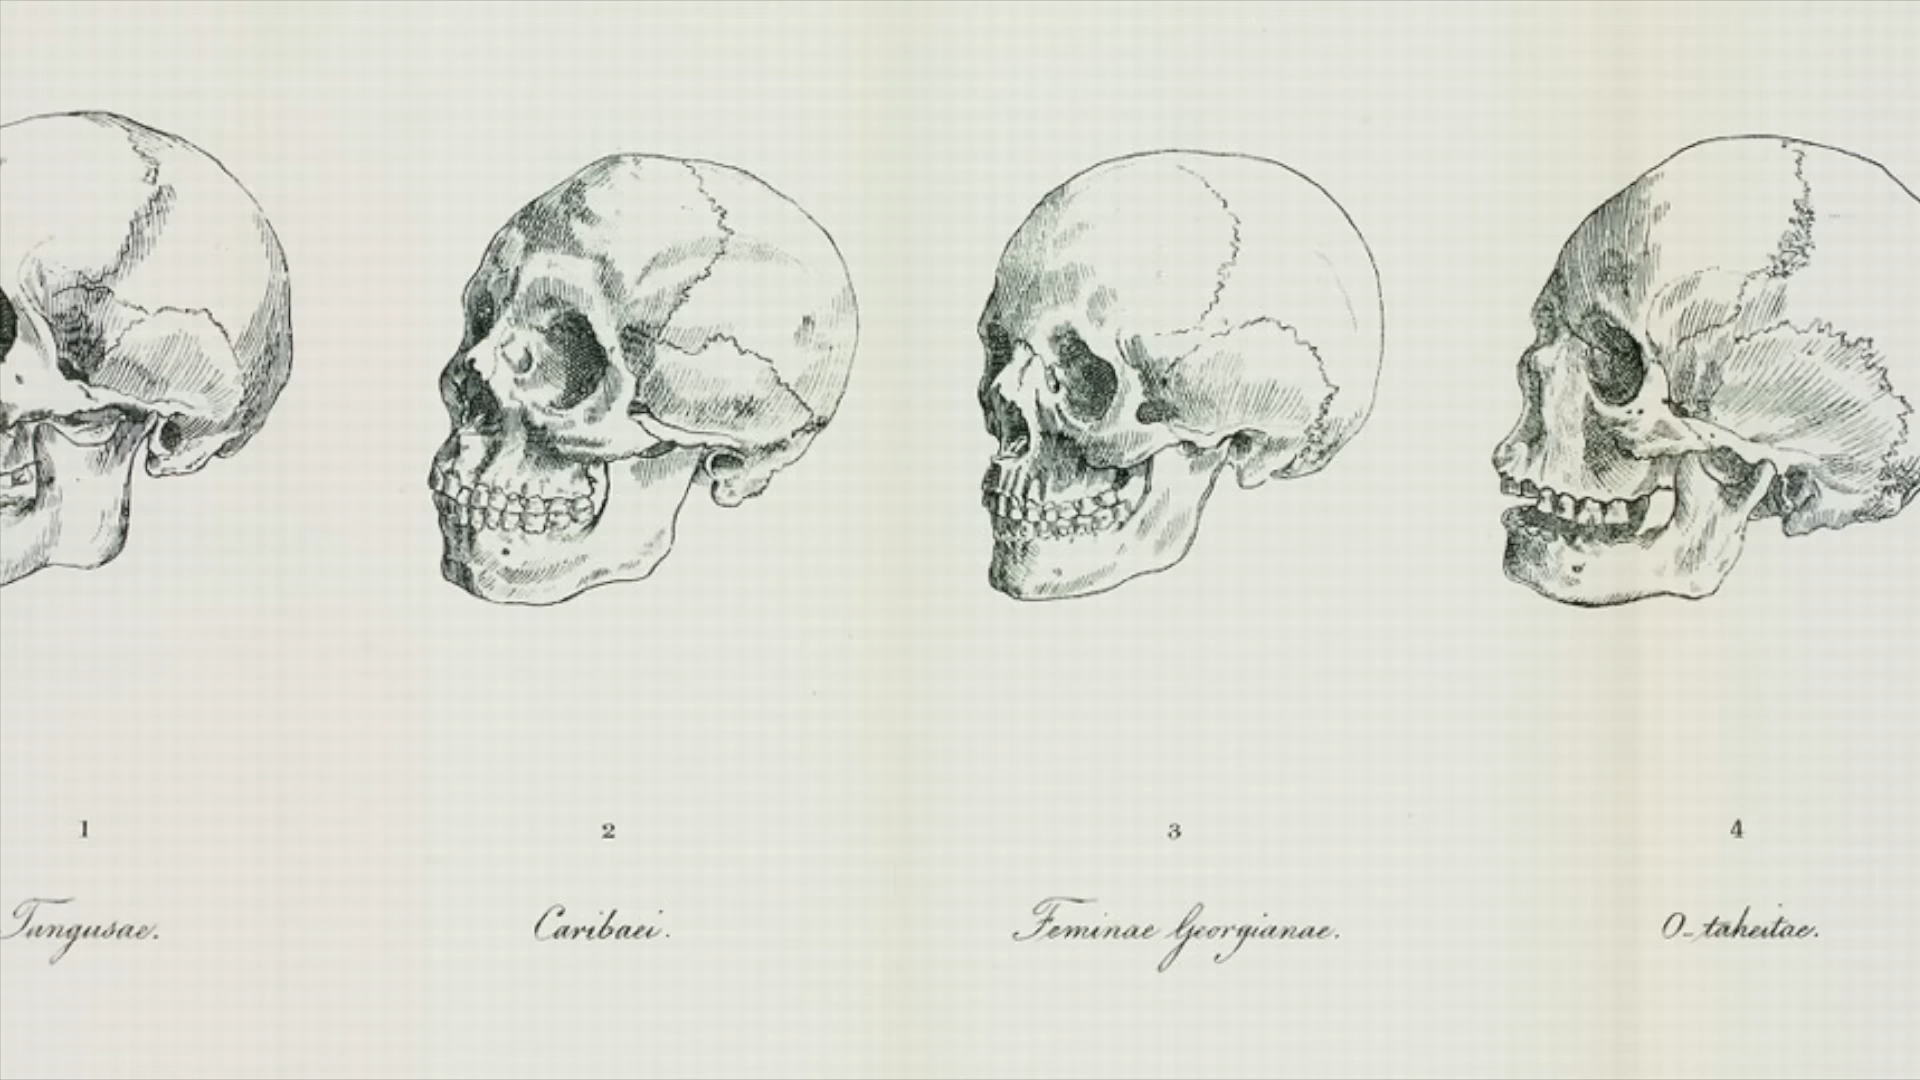 1
2
3
4
Tungusae.
Caribaei.
Feminae Georgianae.
O-taheitae.